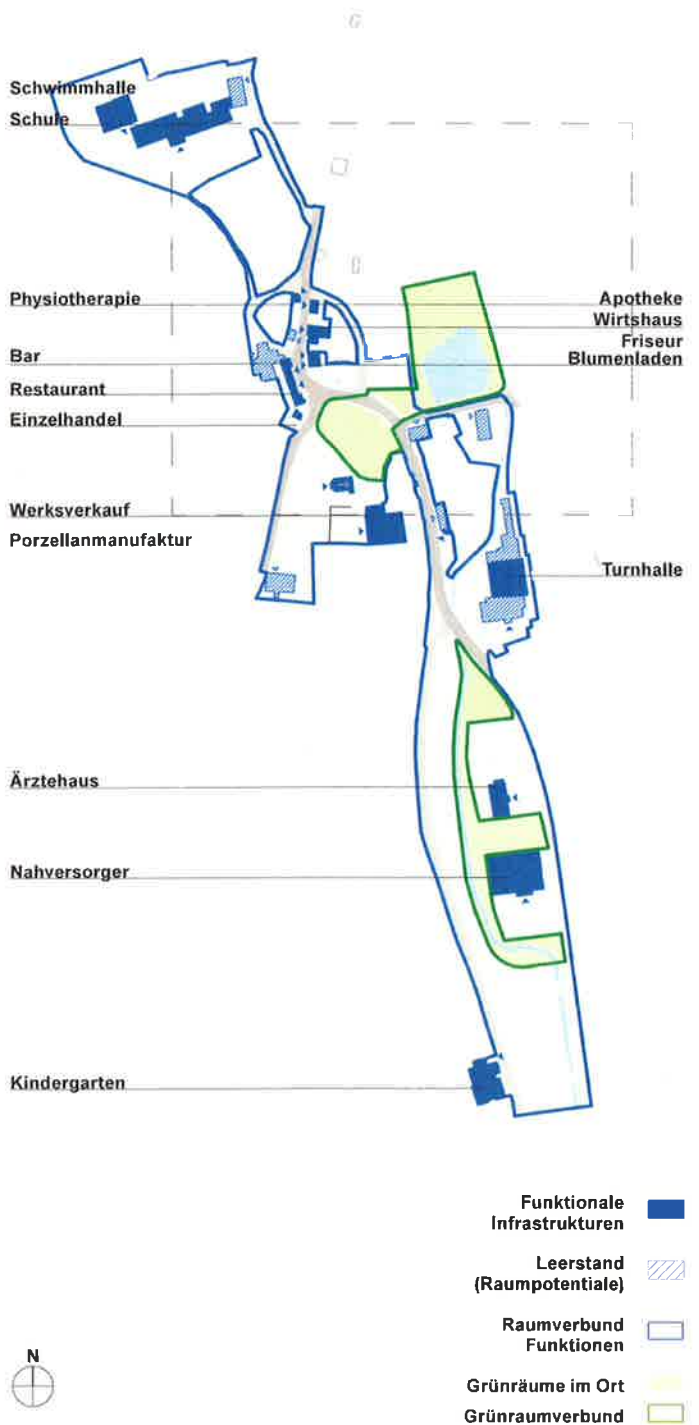 G
Schwimmhalle
Schule
Physiotherapie
Apotheke
Wirtshaus
Friseur
Bar
Blumenladen
Restaurant
Einzelhandel
Werksverkauf
Porzellanmanufaktur
Turnhalle
Ärztehaus
Nahversorger
Kindergarten
Funktionale
Infrastrukturen
Leerstand
(Raumpotentiale)
Raumverbund
Funktionen
N
Grünräume im Ort
Grünraumverbund